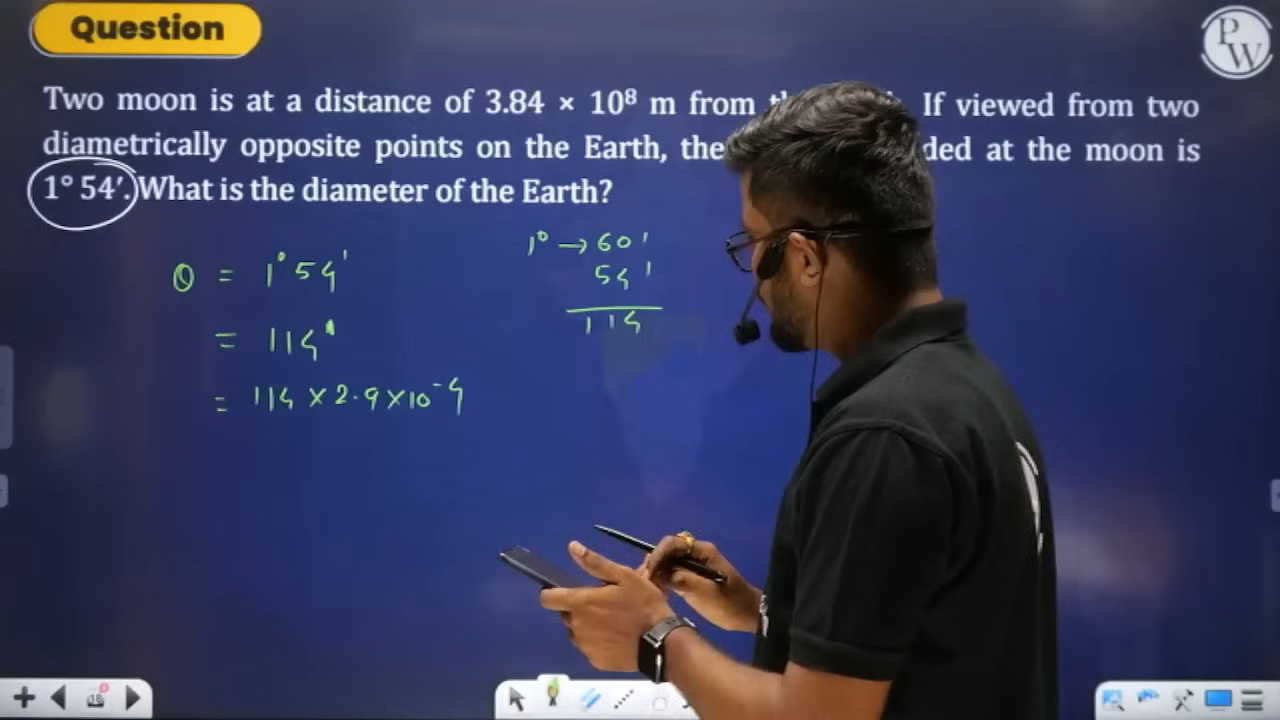 Question
PW
Two moon is at a distance of 3.84 × 10⁸ m from If viewed from two
diametrically opposite points on the Earth, the at the moon is
1° 54′. What is the diameter of the Earth?
θ = 1° 54'
= 114'
= 114 × 2.9 × 10⁻⁴
1° → 60'
54'
114
18